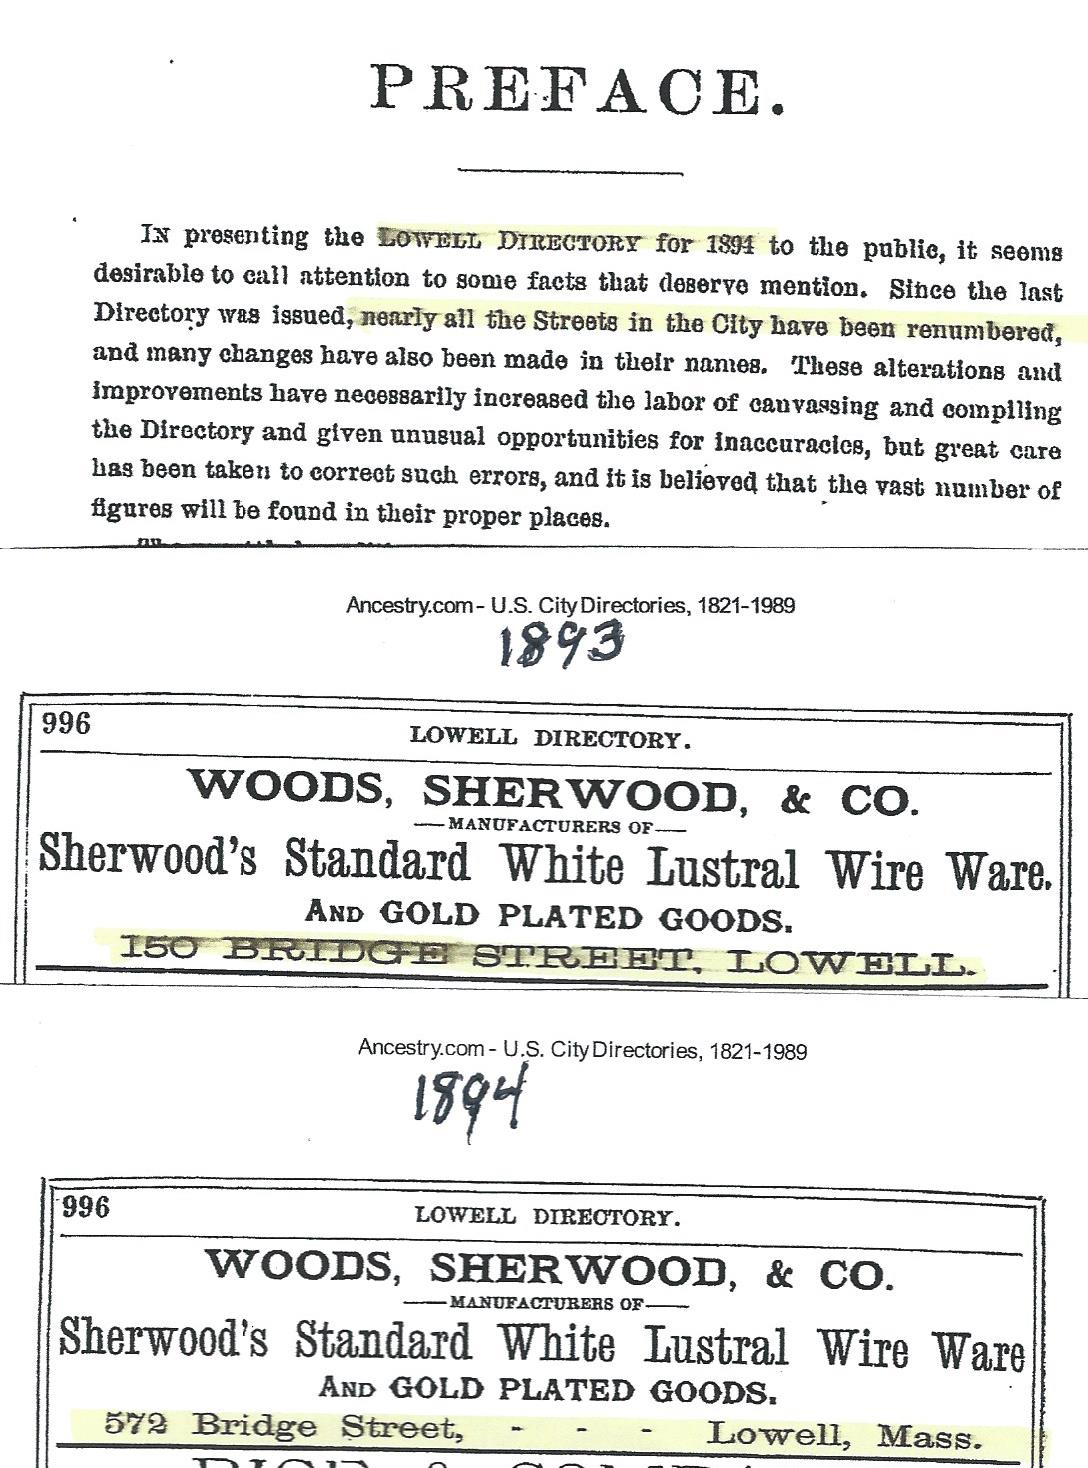 PREFACE.
IN presenting the LOWELL DIRECTORY for 1894 to the public, it seems
desirable to call attention to some facts that deserve mention. Since the last
Directory was issued, nearly all the Streets in the City have been renumbered,
and many changes have also been made in their names. These alterations and
improvements have necessarily increased the labor of canvassing and compiling
the Directory and given unusual opportunities for inaccuracies, but great care
has been taken to correct such errors, and it is believed that the vast number of
figures will be found in their proper places.
Ancestry.com - U.S. City Directories, 1821-1989
1893
996
LOWELL DIRECTORY.
WOODS, SHERWOOD, & CO.
—MANUFACTURERS OF—
Sherwood's Standard White Lustral Wire Ware.
AND GOLD PLATED GOODS.
150 BRIDGE STREET, LOWELL.
Ancestry.com - U.S. City Directories, 1821-1989
1894
996
LOWELL DIRECTORY.
WOODS, SHERWOOD, & CO.
—MANUFACTURERS OF—
Sherwood's Standard White Lustral Wire Ware
AND GOLD PLATED GOODS.
572 Bridge Street, - - - Lowell, Mass.